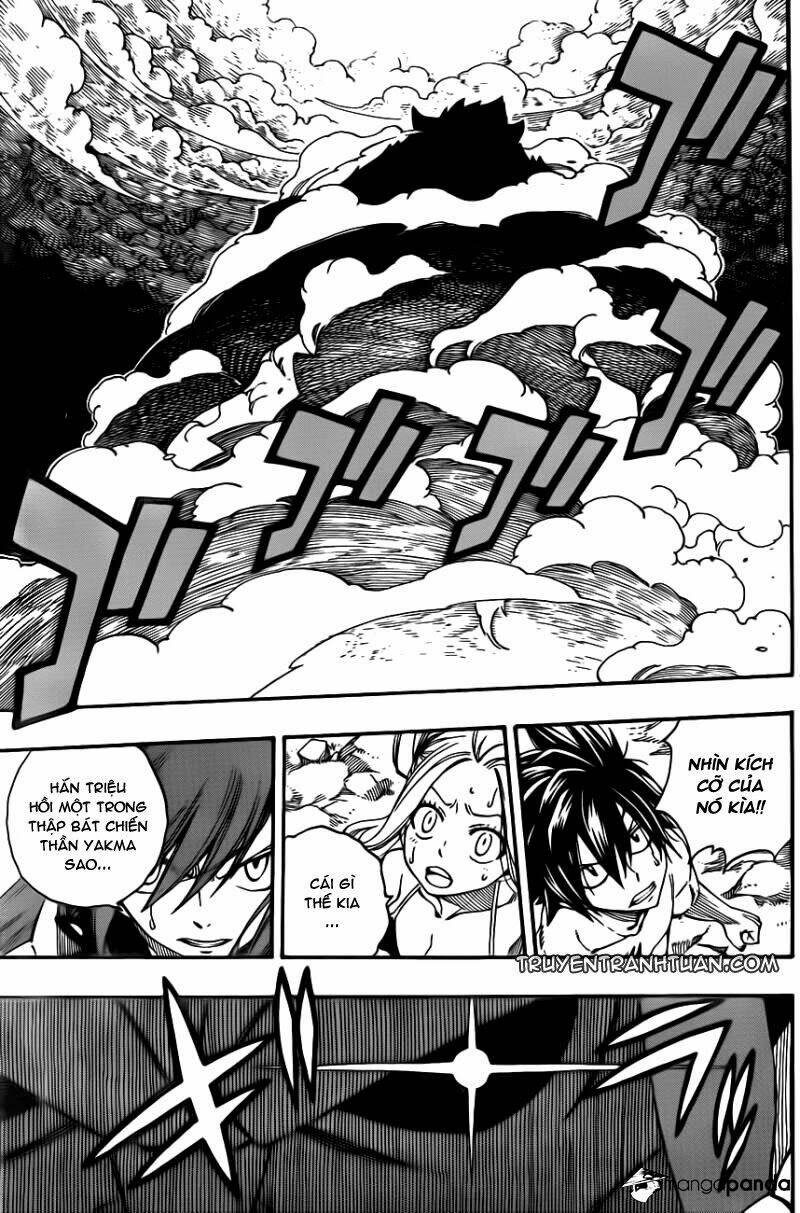 ゴ
ゴ
ゴ
ゴ
ゴ
NHÌN KÍCH
CỠ CỦA
NÓ KÌA!!
CÁI GÌ
THẾ KIA
...
HẮN TRIỆU
HỒI MỘT TRONG
THẬP BÁT CHIẾN
THẦN YAKMA
SAO...
TRUYENTRANHTUAN.COM
mangapanda